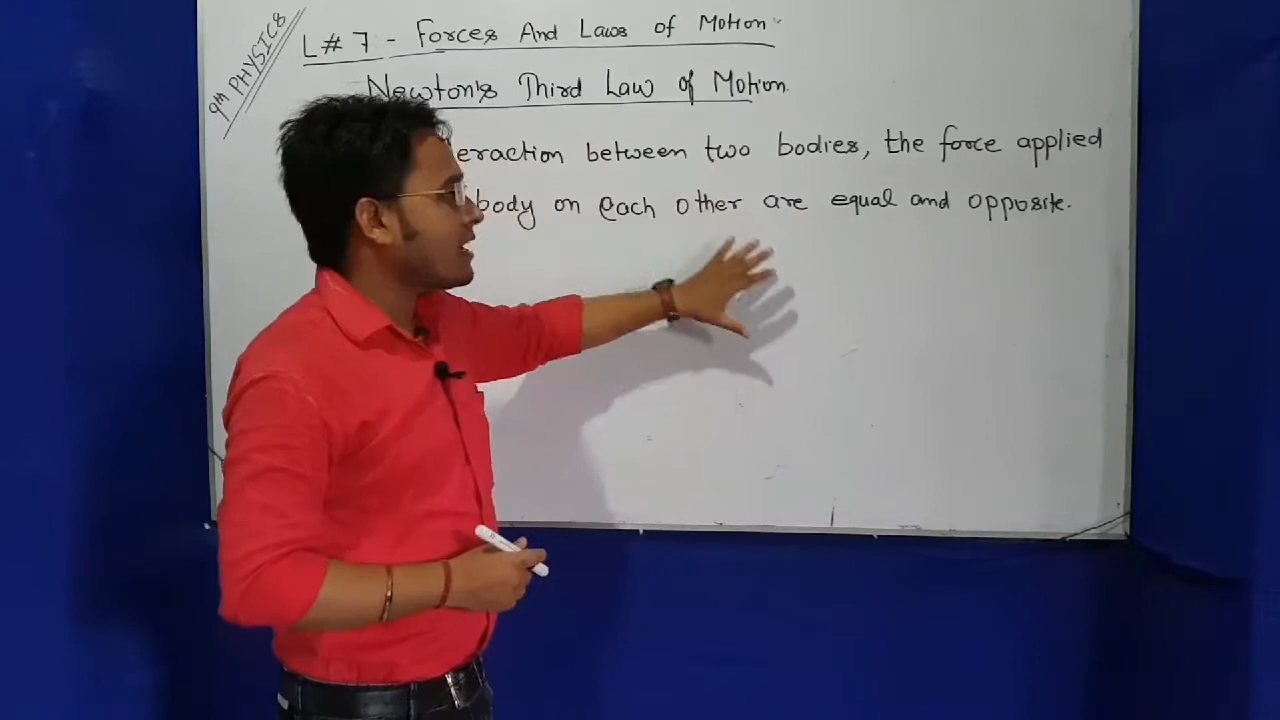 9th PHYSICS
L# 7 - Forces And Laws of Motion
Newton's Third Law of Motion.
eraction between two bodies, the force applied
body on each other are equal and opposite.